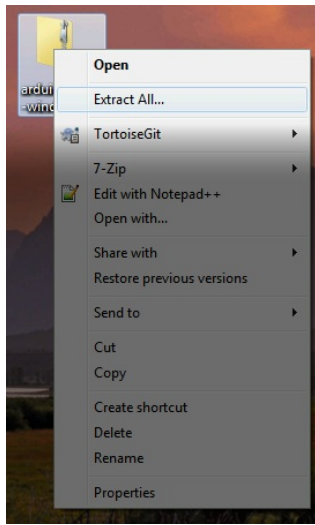 ardui
-wind
Open
Extract All...
TortoiseGit
7-Zip
Edit with Notepad++
Open with...
Share with
Restore previous versions
Send to
Cut
Copy
Create shortcut
Delete
Rename
Properties